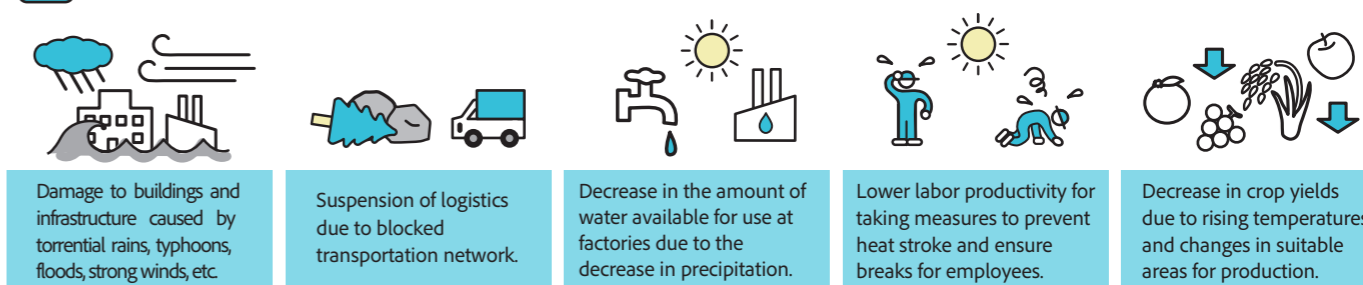 Damage to buildings and
infrastructure caused by
torrential rains, typhoons,
floods, strong winds, etc.
Suspension of logistics
due to blocked
transportation network.
Decrease in the amount of
water available for use at
factories due to the
decrease in precipitation.
Lower labor productivity for
taking measures to prevent
heat stroke and ensure
breaks for employees.
Decrease in crop yields
due to rising temperatures
and changes in suitable
areas for production.